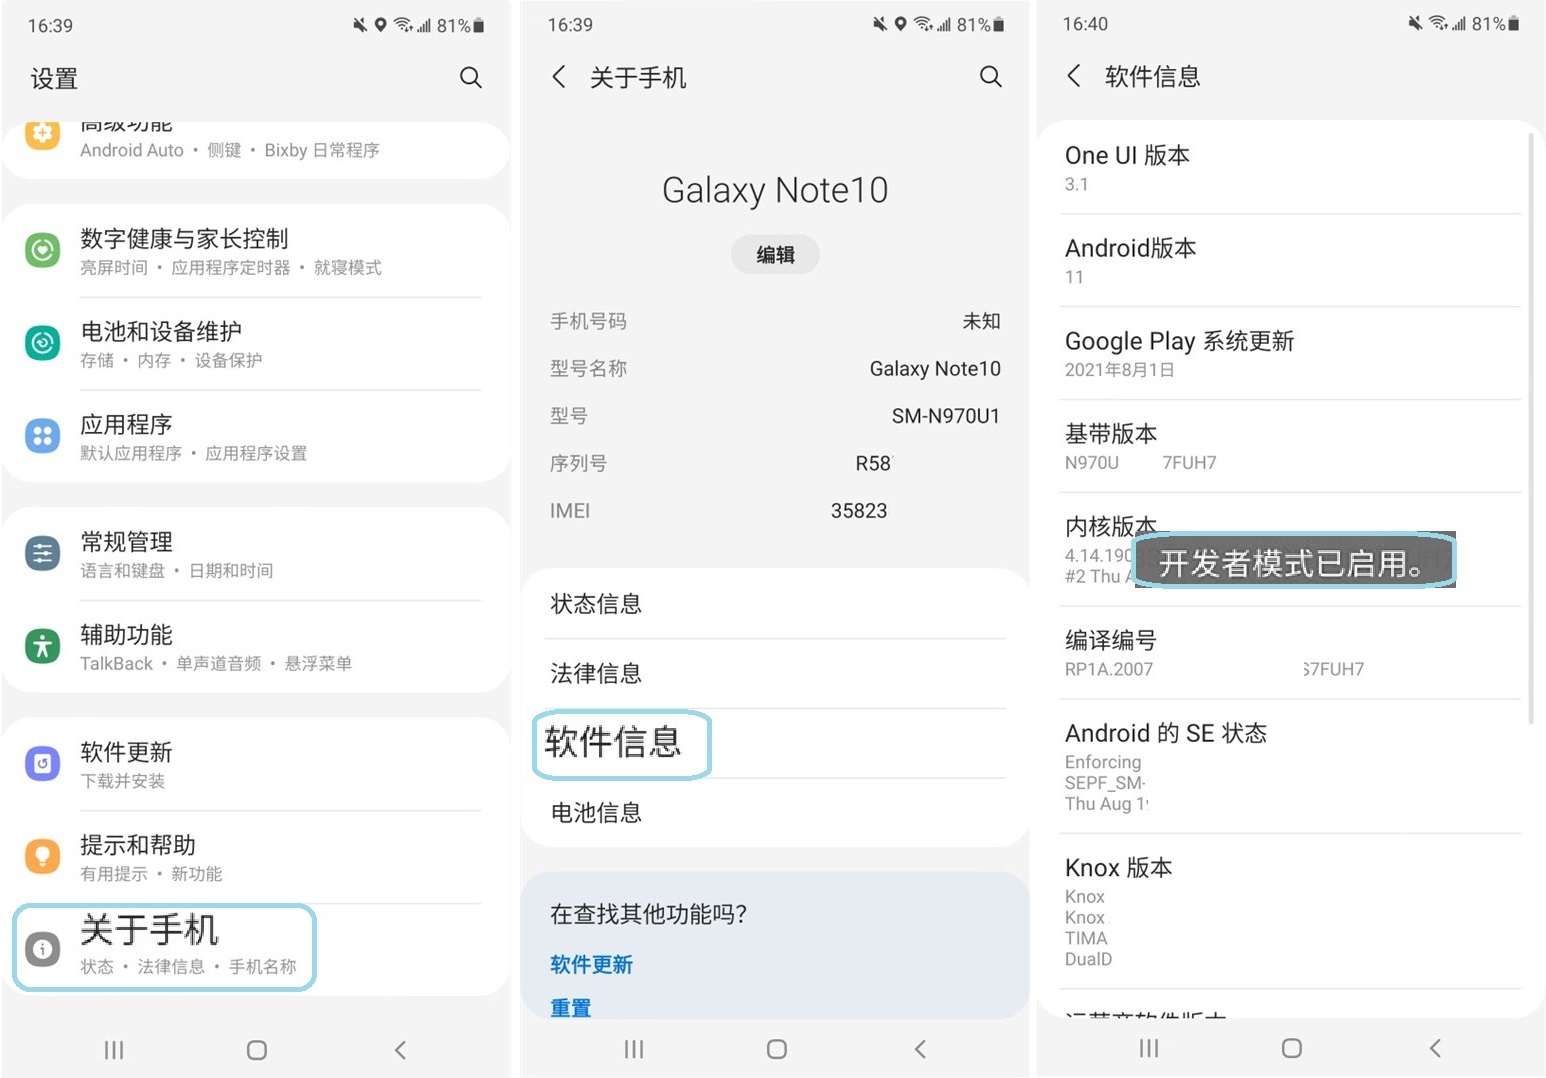 16:39
81%
设置
高级功能
Android Auto • 侧键 • Bixby 日常程序
数字健康与家长控制
亮屏时间 • 应用程序定时器 • 就寝模式
电池和设备维护
存储 • 内存 • 设备保护
应用程序
默认应用程序 • 应用程序设置
常规管理
语言和键盘 • 日期和时间
辅助功能
TalkBack • 单声道音频 • 悬浮菜单
软件更新
下载并安装
提示和帮助
有用提示 • 新功能
关于手机
状态 • 法律信息 • 手机名称
16:39
81%
关于手机
Galaxy Note10
编辑
手机号码 未知
型号名称 Galaxy Note10
型号 SM-N970U1
序列号 R58
IMEI 35823
状态信息
法律信息
软件信息
电池信息
在查找其他功能吗?
软件更新
重置
16:40
81%
软件信息
One UI 版本
3.1
Android版本
11
Google Play 系统更新
2021年8月1日
基带版本
N970U 7FUH7
内核版本
4.14.190
#2 Thu A
开发者模式已启用。
编译编号
RP1A.2007 S7FUH7
Android 的 SE 状态
Enforcing
SEPF_SM-
Thu Aug 1
Knox 版本
Knox
Knox
TIMA
DualD
运营商软件版本